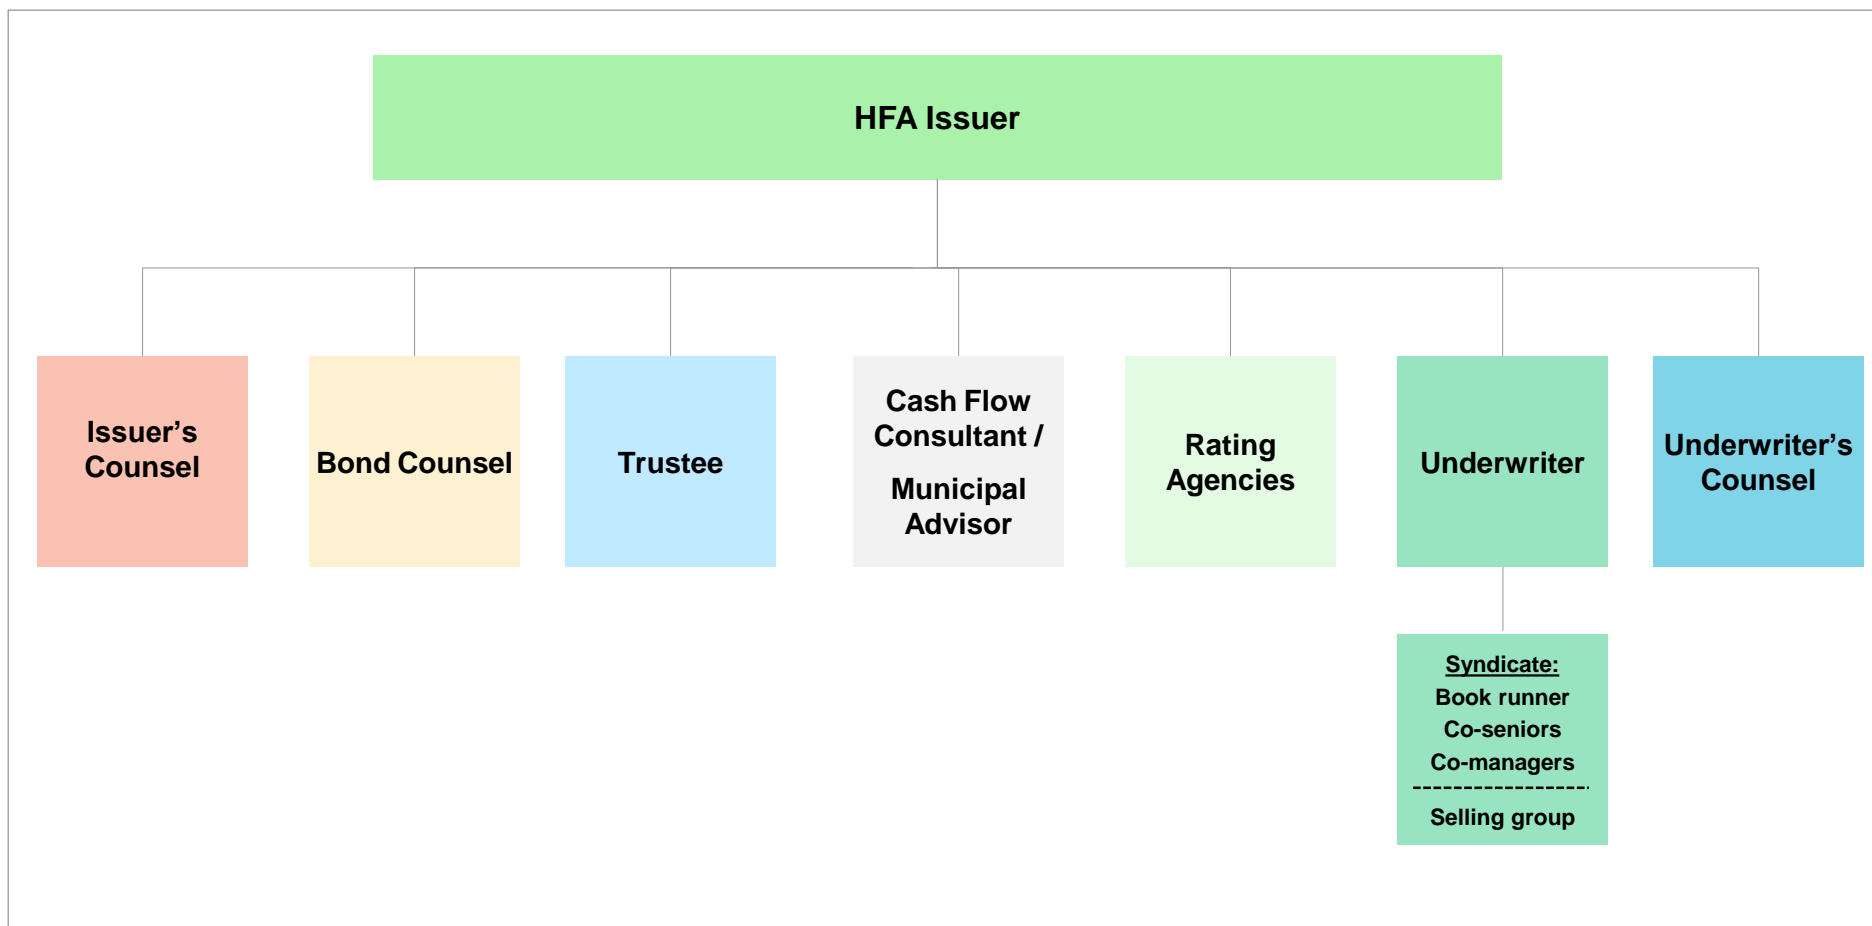 HFA Issuer
Issuer’s
Counsel
Bond Counsel
Trustee
Cash Flow
Consultant /
Municipal
Advisor
Rating
Agencies
Underwriter
Underwriter’s
Counsel
Syndicate:
Book runner
Co-seniors
Co-managers
------------------
Selling group